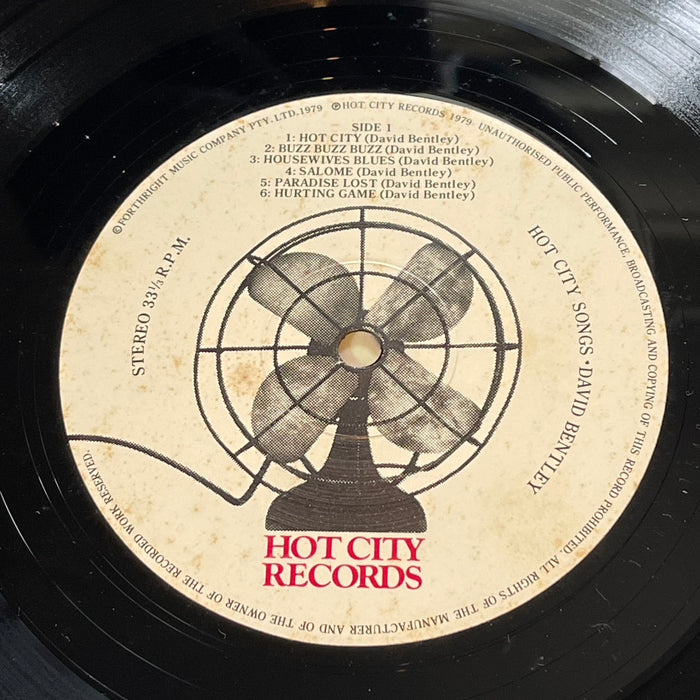 ©FORTHRIGHT MUSIC COMPANY PTY. LTD. 1979 ℗HOT CITY RECORDS 1979. UNAUTHORISED PUBLIC PERFORMANCE, BROADCASTING AND COPYING OF THIS RECORD PROHIBITED. ALL RIGHTS OF THE MANUFACTURER AND OF THE OWNER OF THE RECORDED WORK RESERVED.
SIDE 1
1: HOT CITY (David Bentley)
2: BUZZ BUZZ BUZZ (David Bentley)
3: HOUSEWIVES BLUES (David Bentley)
4: SALOME (David Bentley)
5: PARADISE LOST (David Bentley)
6: HURTING GAME (David Bentley)
STEREO 33⅓ R.P.M.
HOT CITY SONGS • DAVID BENTLEY
HOT CITY
RECORDS